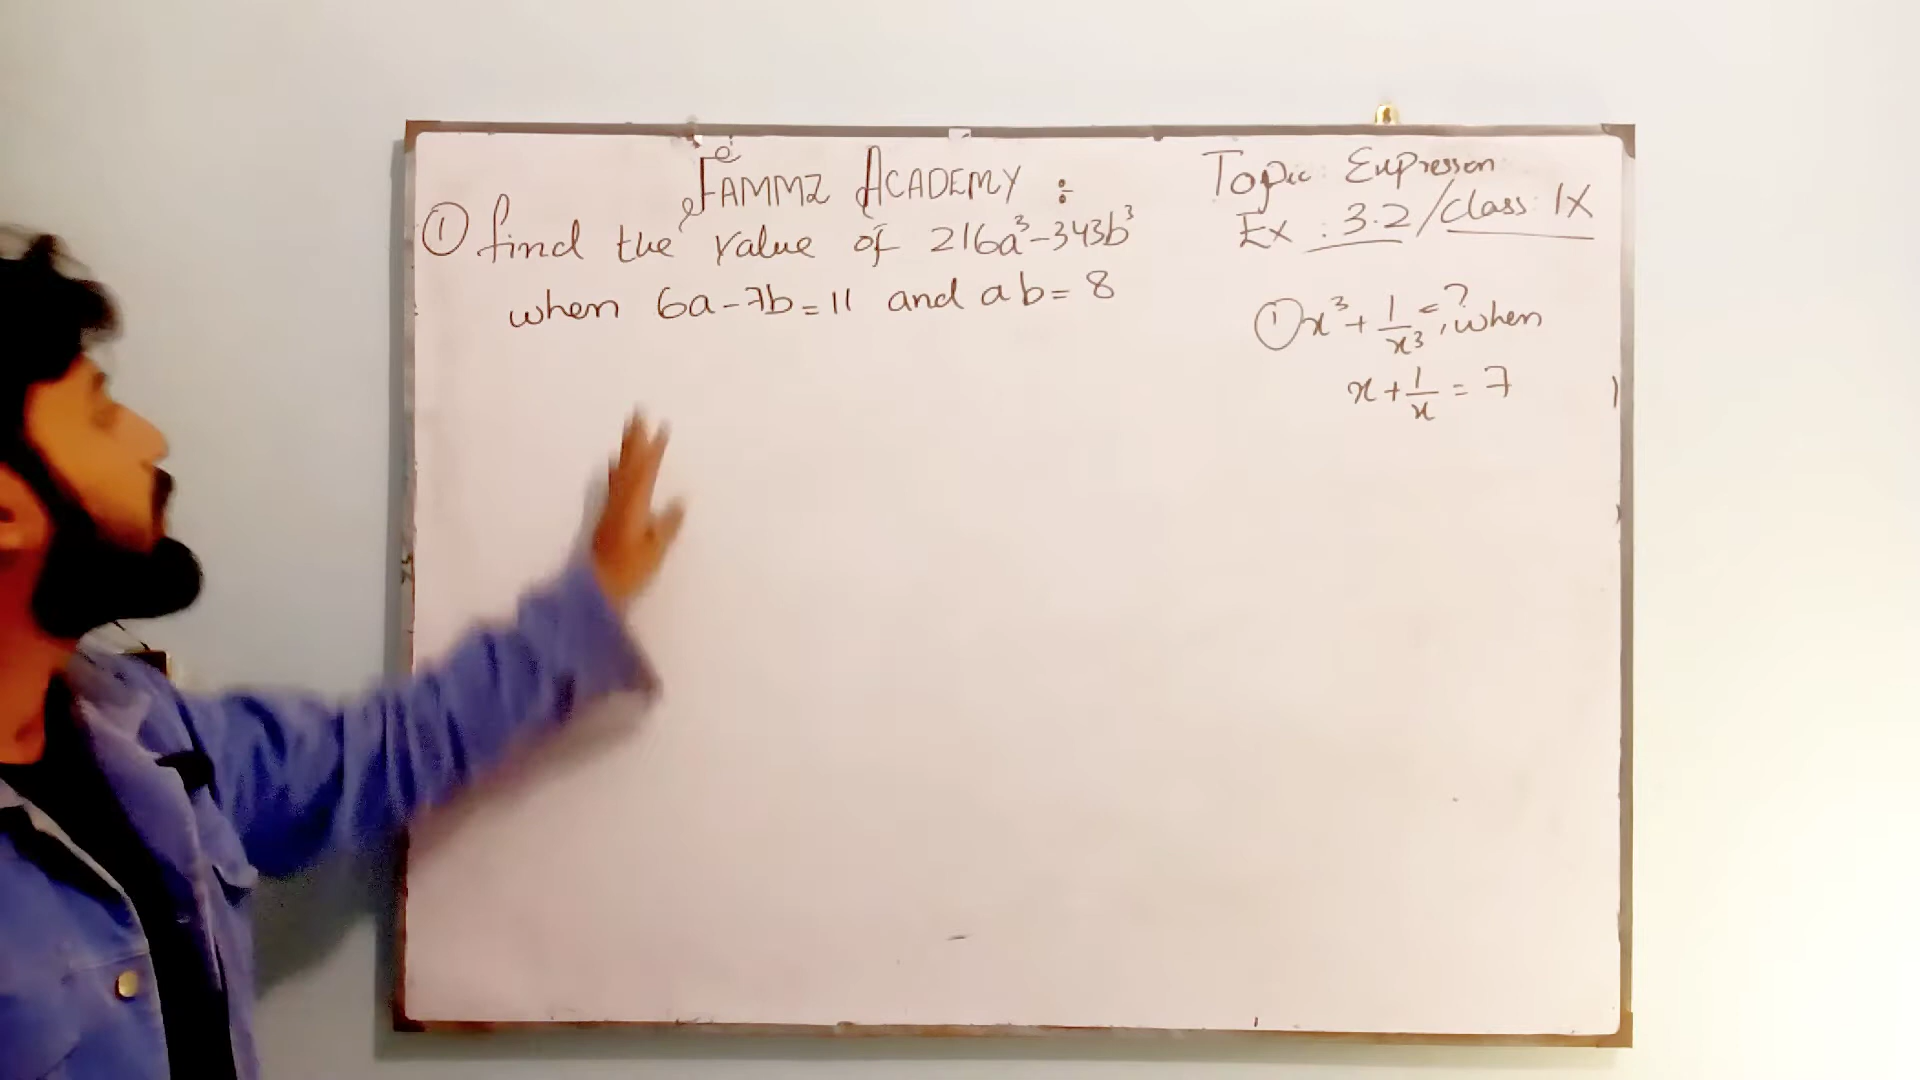 FAMMZ ACADEMY :
① find the value of 216a³-343b³
when 6a-7b=11 and ab=8
Topic: Expresson
Ex : 3.2/class: IX
① x³+1/x³=?, when
x+1/x=7